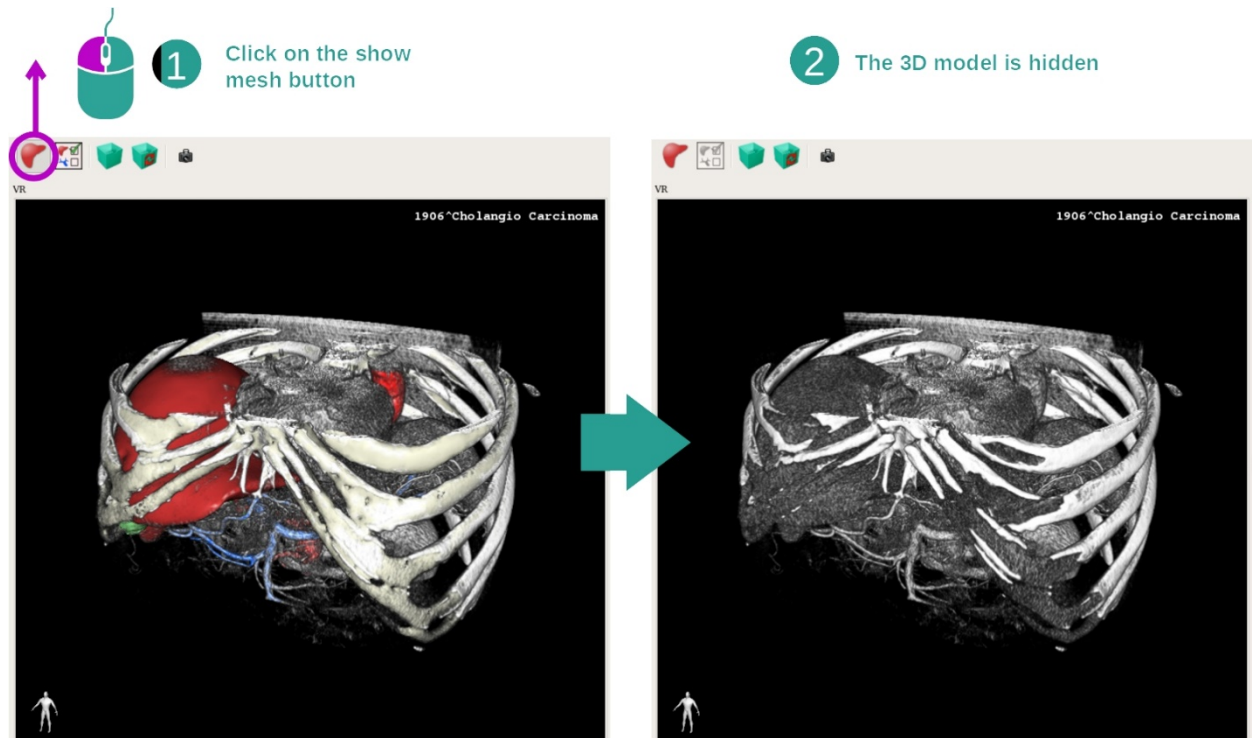 1
Click on the show
mesh button
2
The 3D model is hidden
VR
1906^Cholangio Carcinoma
VR
1906^Cholangio Carcinoma